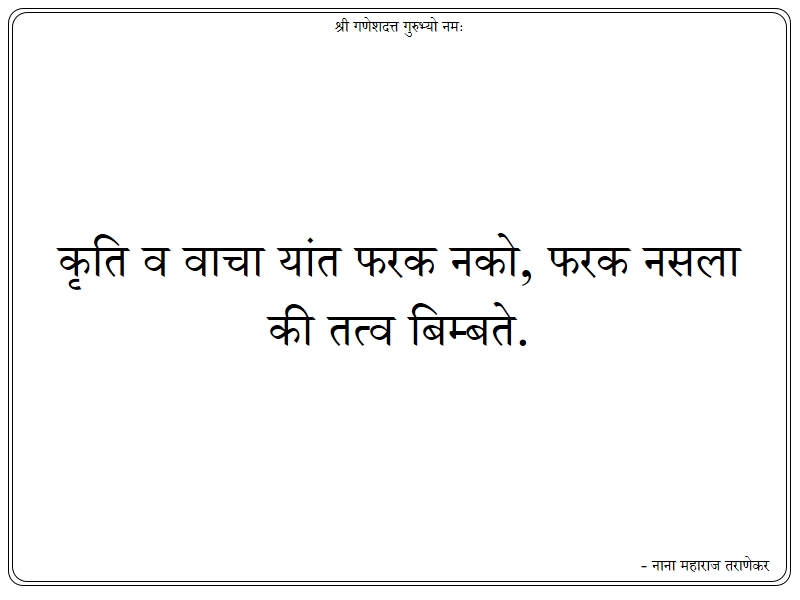 श्री गणेशदत्त गुरुभ्यो नमः
कृति व वाचा यांत फरक नको, फरक नसला
की तत्व बिम्बते.
- नाना महाराज तराणेकर